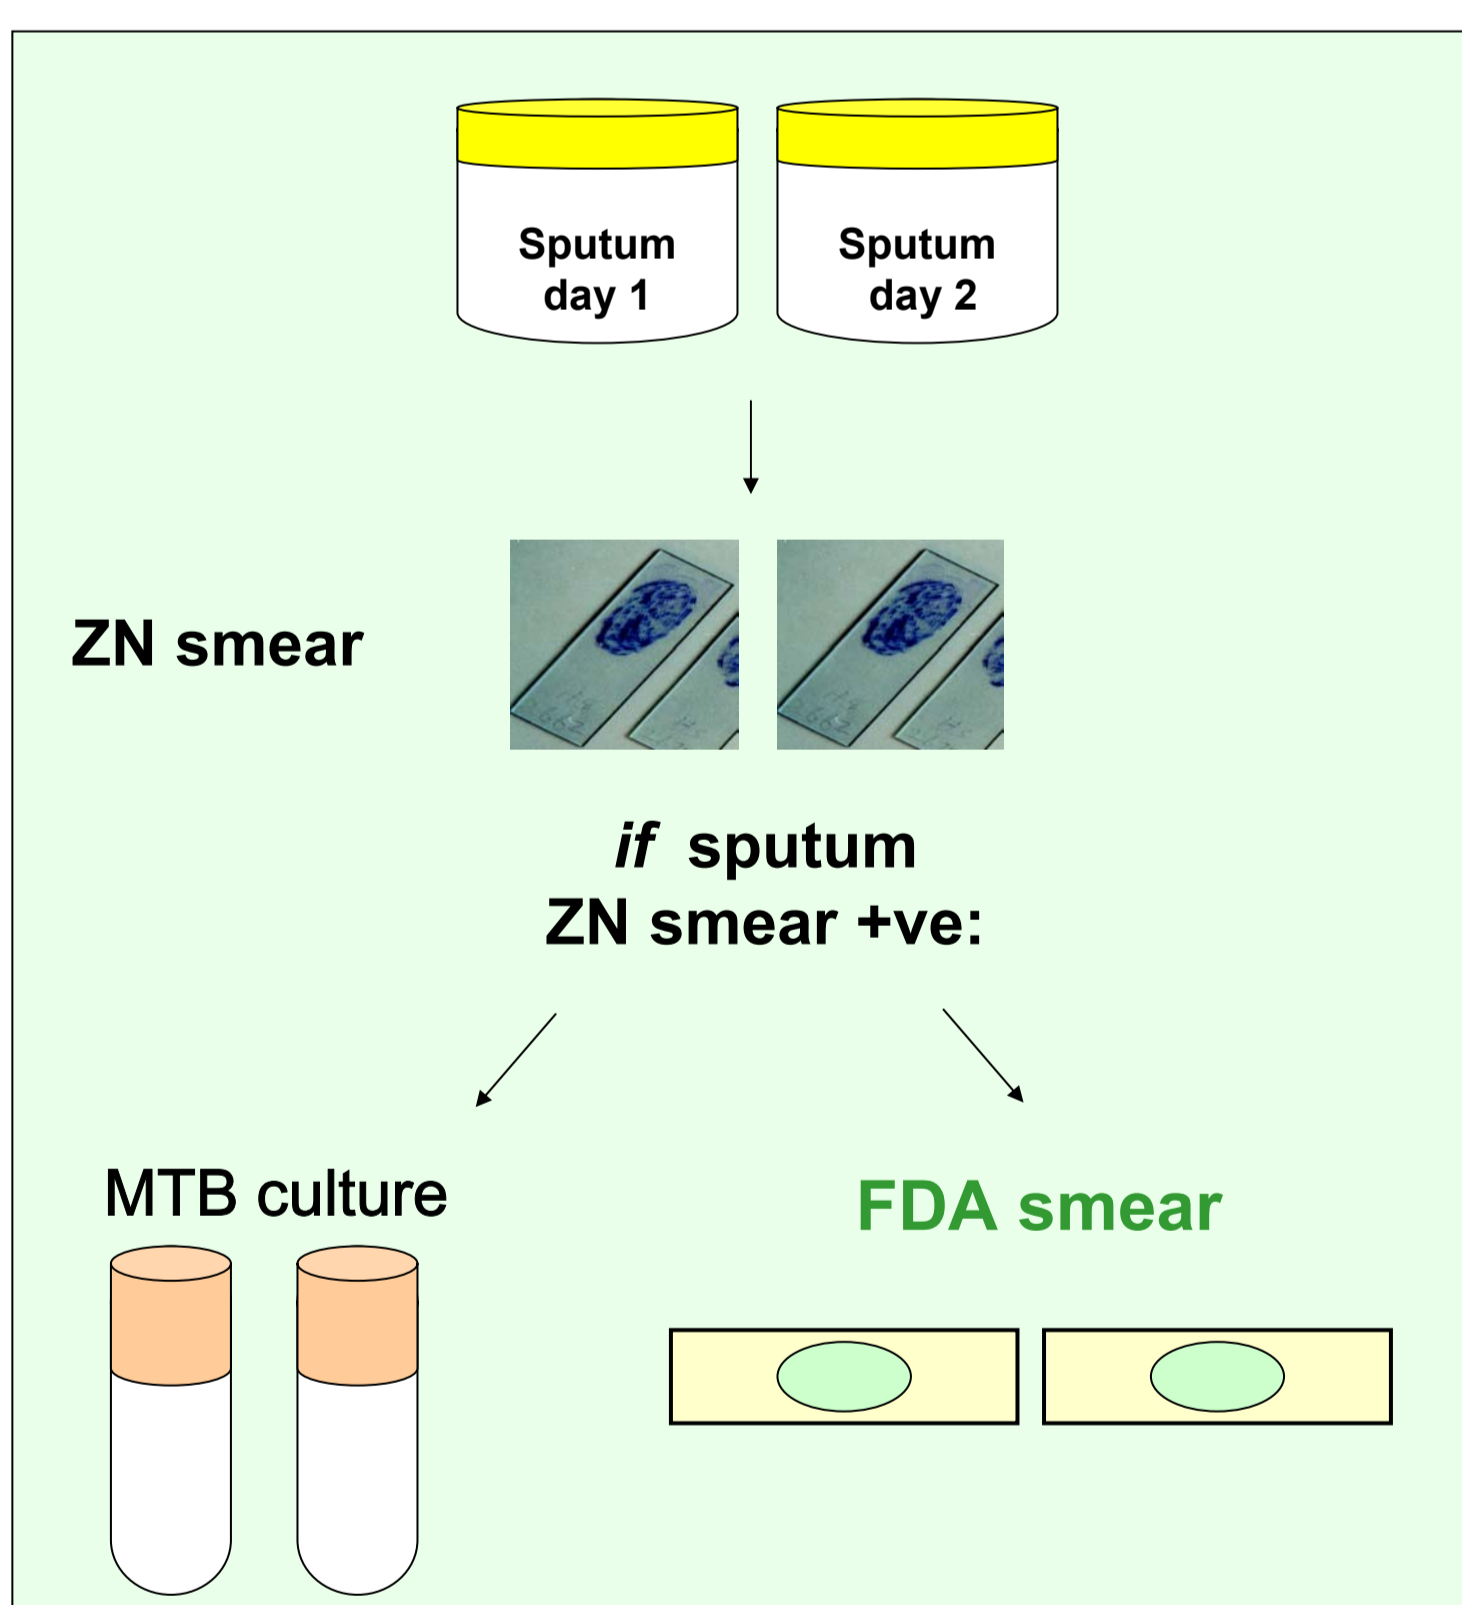 Sputum
day 1
Sputum
day 2
ZN smear
if sputum
ZN smear +ve:
MTB culture
FDA smear